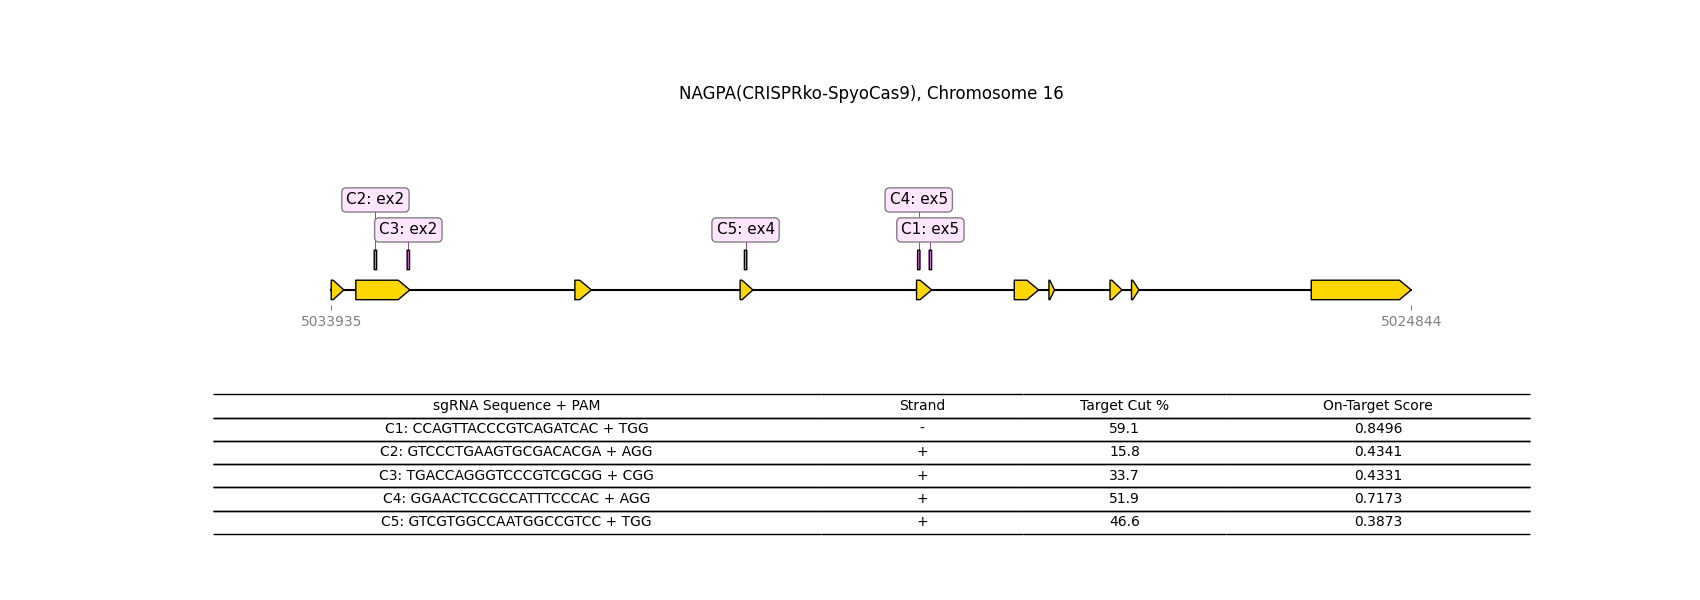 NAGPA(CRISPRko-SpyoCas9), Chromosome 16
C2: ex2
C4: ex5
C3: ex2
C5: ex4
C1: ex5
5033935
5024844
sgRNA Sequence + PAM Strand Target Cut % On-Target Score
C1: CCAGTTACCCGTCAGATCAC + TGG - 59.1 0.8496
C2: GTCCCTGAAGTGCGACACGA + AGG + 15.8 0.4341
C3: TGACCAGGGTCCCGTCGCGG + CGG + 33.7 0.4331
C4: GGAACTCCGCCATTTCCCAC + AGG + 51.9 0.7173
C5: GTCGTGGCCAATGGCCGTCC + TGG + 46.6 0.3873